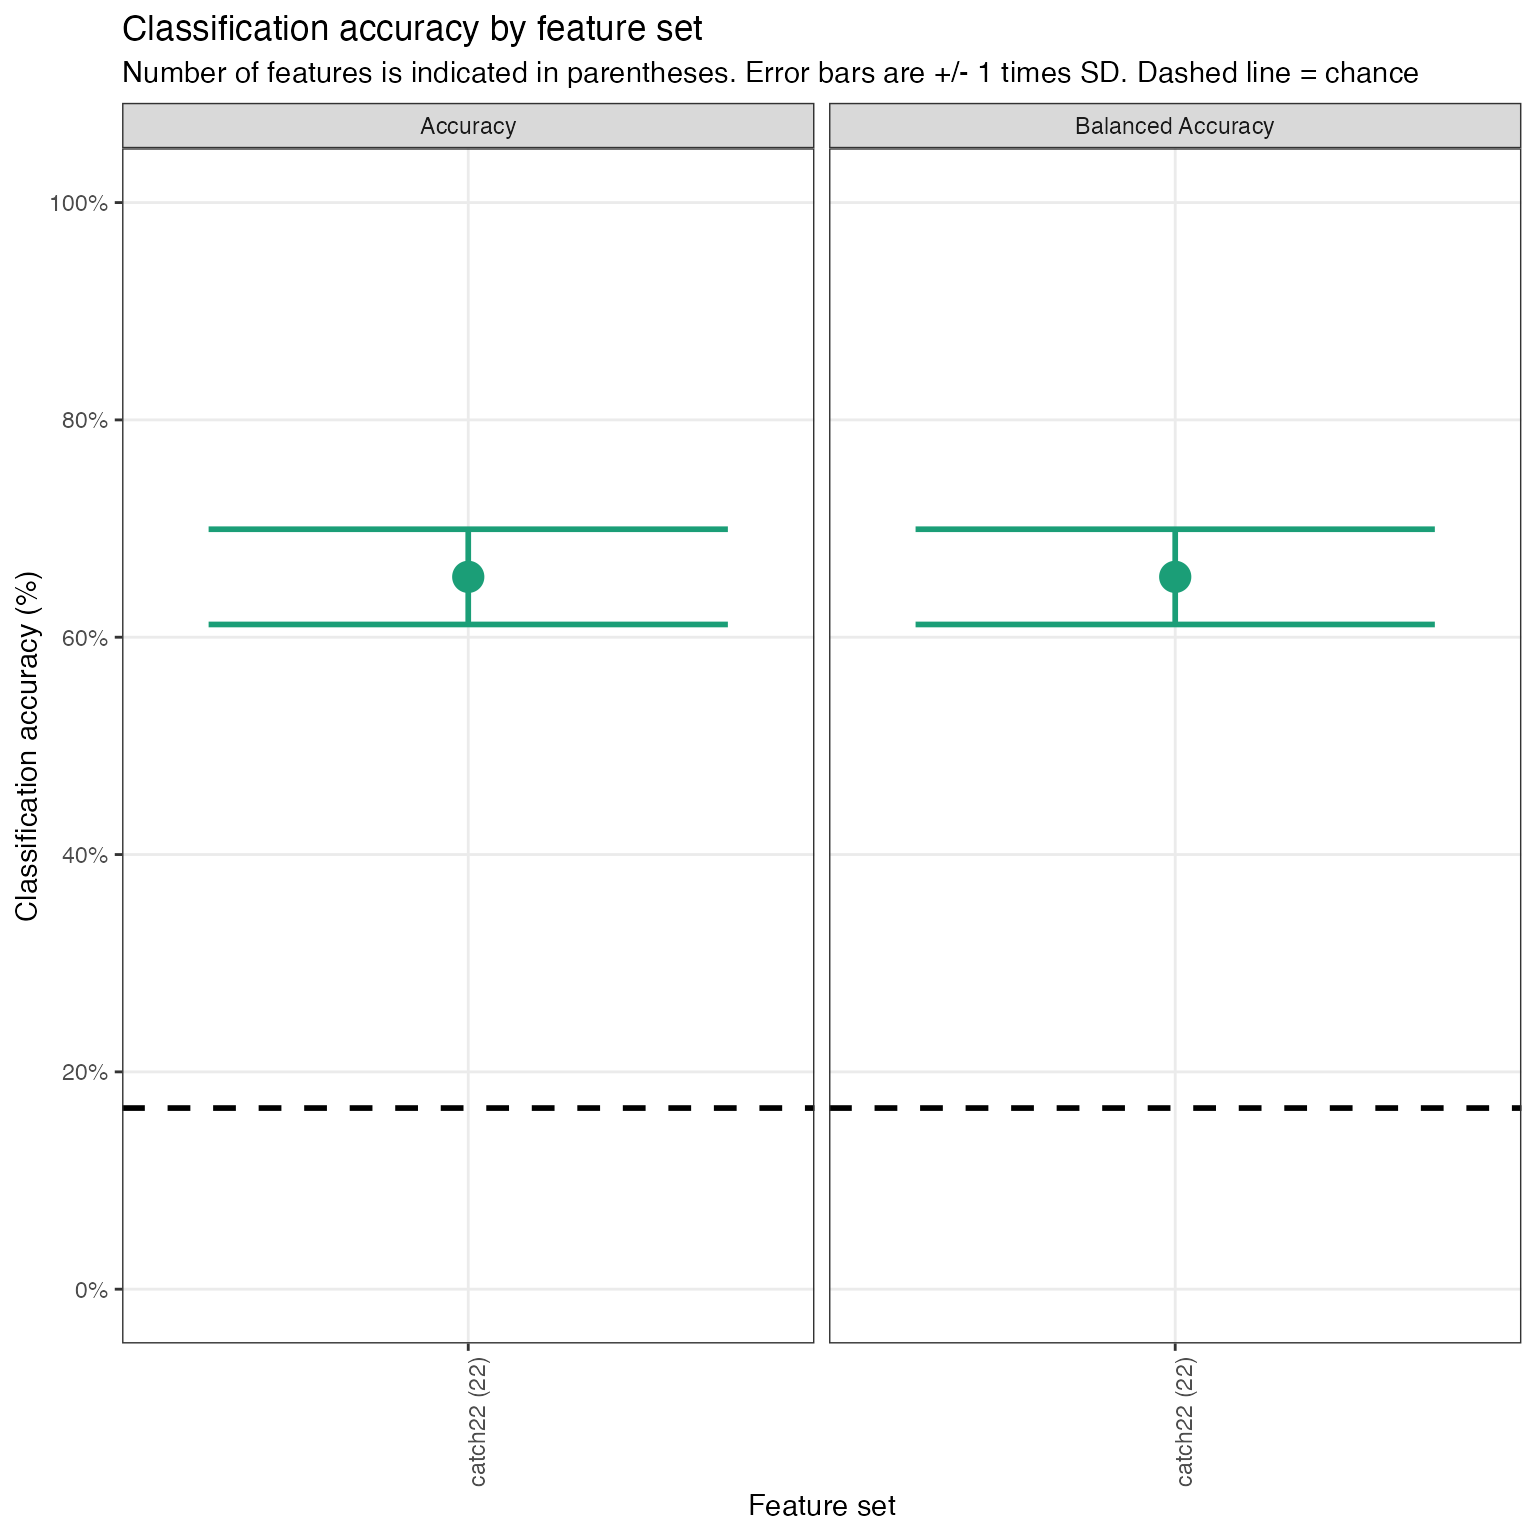 Classification accuracy by feature set
Number of features is indicated in parentheses. Error bars are +/- 1 times SD. Dashed line = chance
Accuracy
Balanced Accuracy
Classification accuracy (%)
100%
80%
60%
40%
20%
0%
catch22 (22)
catch22 (22)
Feature set